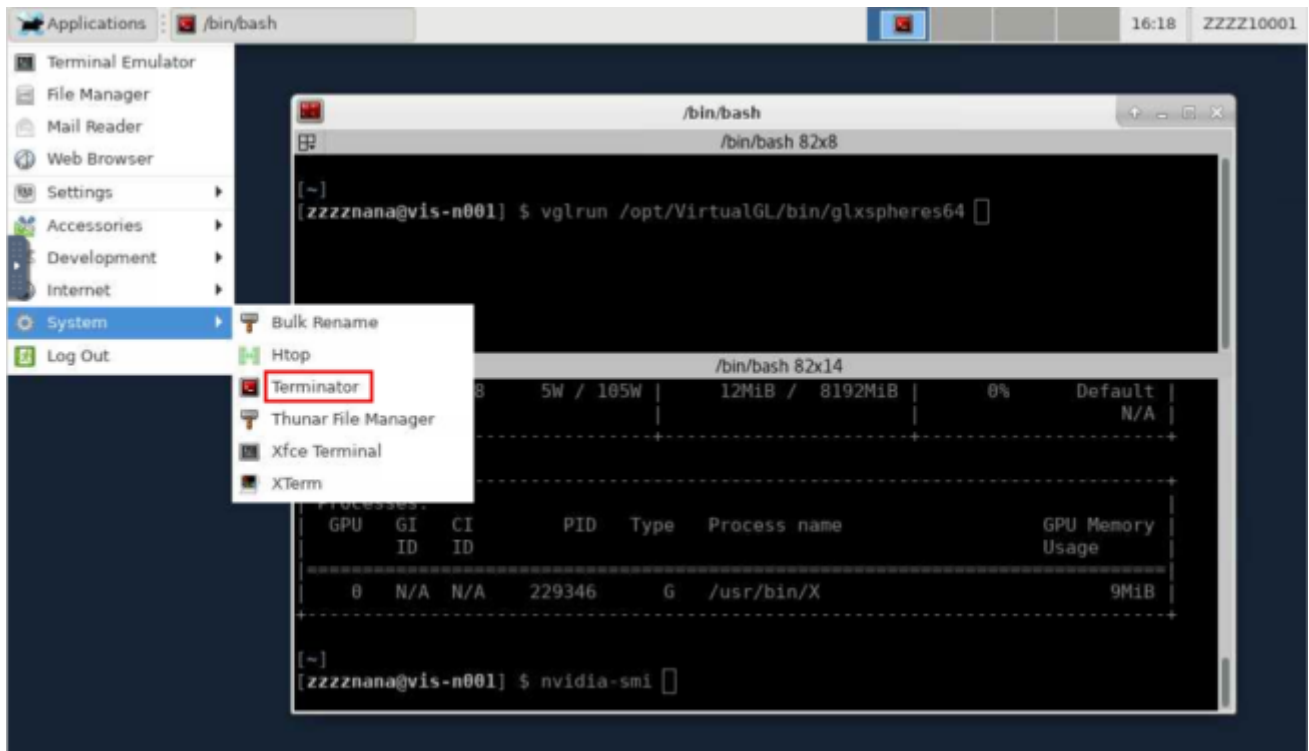 Applications /bin/bash 16:18 ZZZZ10001
Terminal Emulator
File Manager
Mail Reader
Web Browser
Settings
Accessories
Development
Internet
System
Log Out
Bulk Rename
Htop
Terminator
Thunar File Manager
Xfce Terminal
XTerm
/bin/bash
/bin/bash 82x8
[~]
[zzzznana@vis-n001] $ vglrun /opt/VirtualGL/bin/glxspheres64
/bin/bash 82x14
8 5W / 105W | 12MiB / 8192MiB | 0% Default |
| | N/A |
Processes:
| GPU GI CI PID Type Process name GPU Memory |
| ID ID Usage |
| 0 N/A N/A 229346 G /usr/bin/X 9MiB |
[~]
[zzzznana@vis-n001] $ nvidia-smi